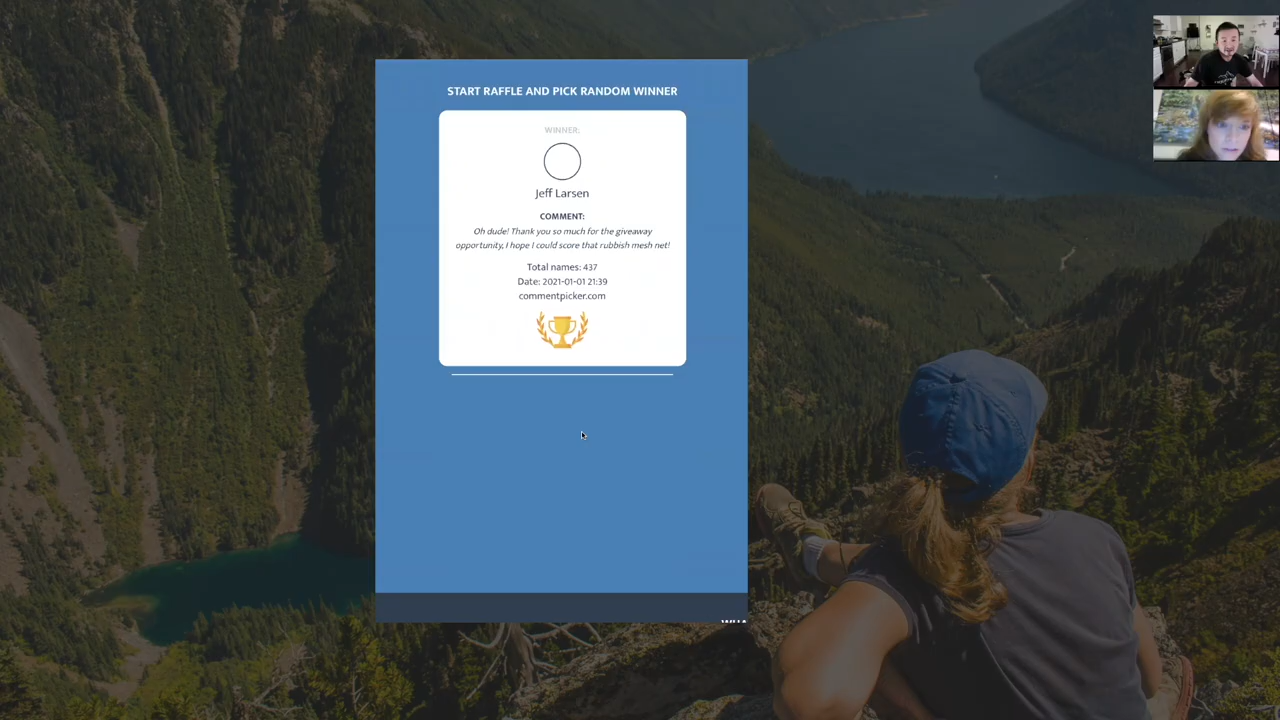 START RAFFLE AND PICK RANDOM WINNER
WINNER:
Jeff Larsen
COMMENT:
Oh dude! Thank you so much for the giveaway
opportunity, I hope I could score that rubbish mesh net!
Total names: 437
Date: 2021-01-01 21:39
commentpicker.com